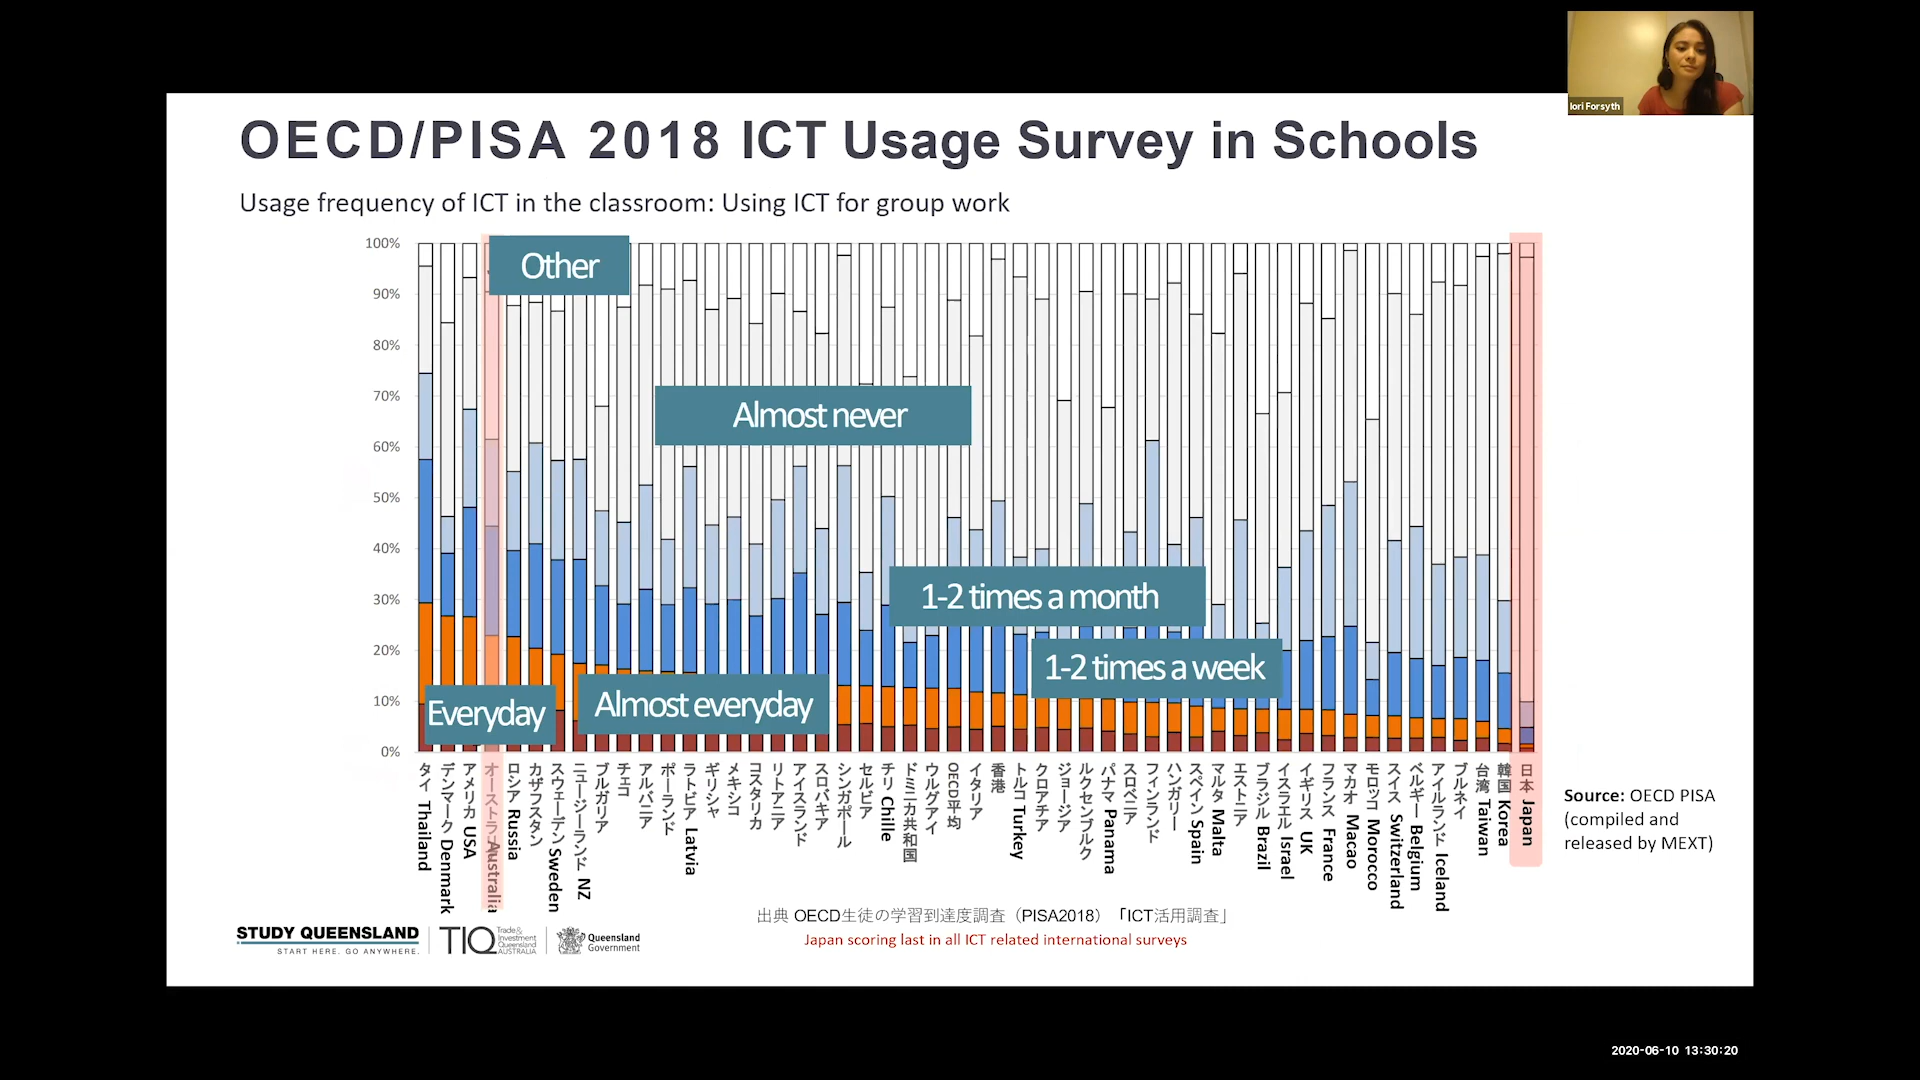 Iori Forsyth
OECD/PISA 2018 ICT Usage Survey in Schools
Usage frequency of ICT in the classroom: Using ICT for group work
100%
90%
80%
70%
60%
50%
40%
30%
20%
10%
0%
Other
Almost never
1-2 times a month
1-2 times a week
Almost everyday
Everyday
タイ Thailand
デンマーク Denmark
アメリカ USA
オーストラ Australia
ロシア Russia
カザフスタン
スウェーデン Sweden
ニュージーランド NZ
ブルガリア
チェコ
アルバニア
ポーランド
ラトビア Latvia
ギリシャ
メキシコ
コスタリカ
リトアニア
アイスランド
スロバキア
シンガポール
セルビア
チリ Chille
ドミニカ共和国
ウルグアイ
OECD平均
イタリア
香港
トルコ Turkey
クロアチア
ジョージア
ルクセンブルク
パナマ Panama
スロベニア
フィンランド
ハンガリー
スペイン Spain
マルタ Malta
エストニア
ブラジル Brazil
イスラエル Israel
イギリス UK
フランス France
マカオ Macao
モロッコ Morocco
スイス Switzerland
ベルギー Belgium
アイルランド Iceland
ブルネイ
台湾 Taiwan
韓国 Korea
日本 Japan
Source: OECD PISA
(compiled and
released by MEXT)
出典 OECD生徒の学習到達度調査（PISA2018）「ICT活用調査」
Japan scoring last in all ICT related international surveys
STUDY QUEENSLAND
START HERE. GO ANYWHERE.
TIQ
Trade &
Investment
Queensland
AUSTRALIA
Queensland
Government
2020-06-10 13:30:20